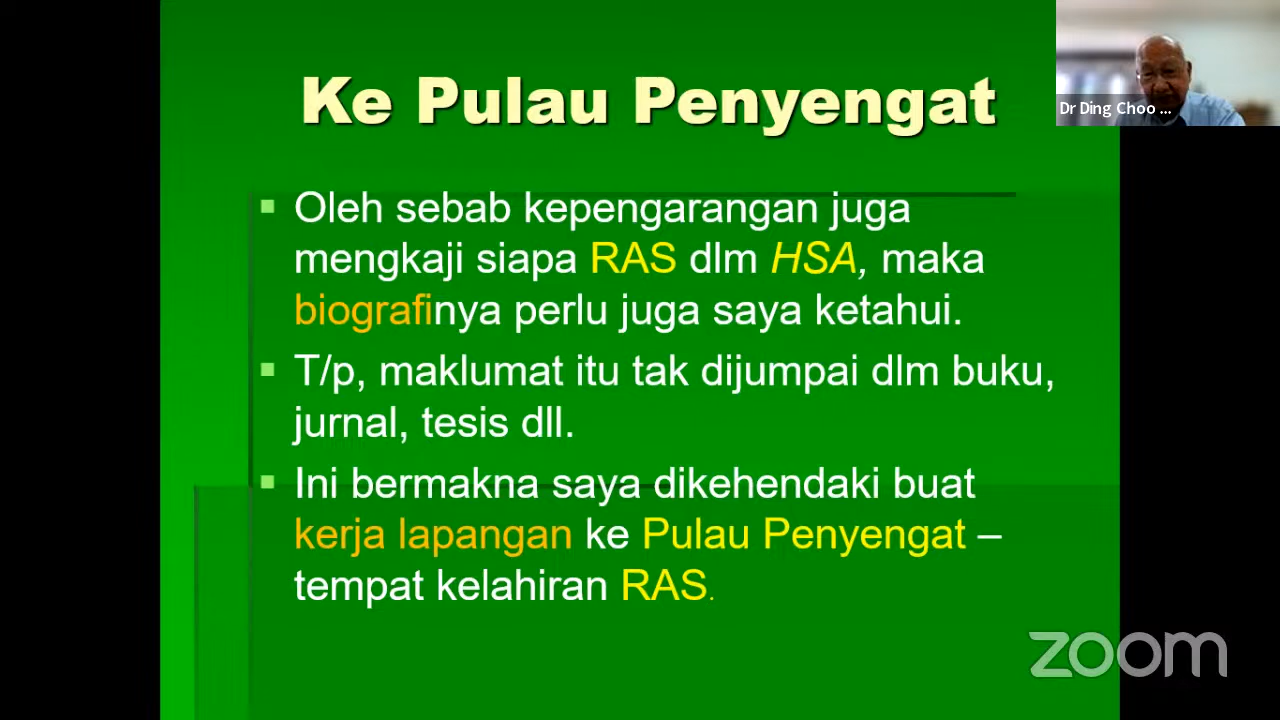 Ke Pulau Penyengat
Dr Ding Choo ...
Oleh sebab kepengarangan juga
mengkaji siapa RAS dlm HSA, maka
biografinya perlu juga saya ketahui.
T/p, maklumat itu tak dijumpai dlm buku,
jurnal, tesis dll.
Ini bermakna saya dikehendaki buat
kerja lapangan ke Pulau Penyengat –
tempat kelahiran RAS.
zoom